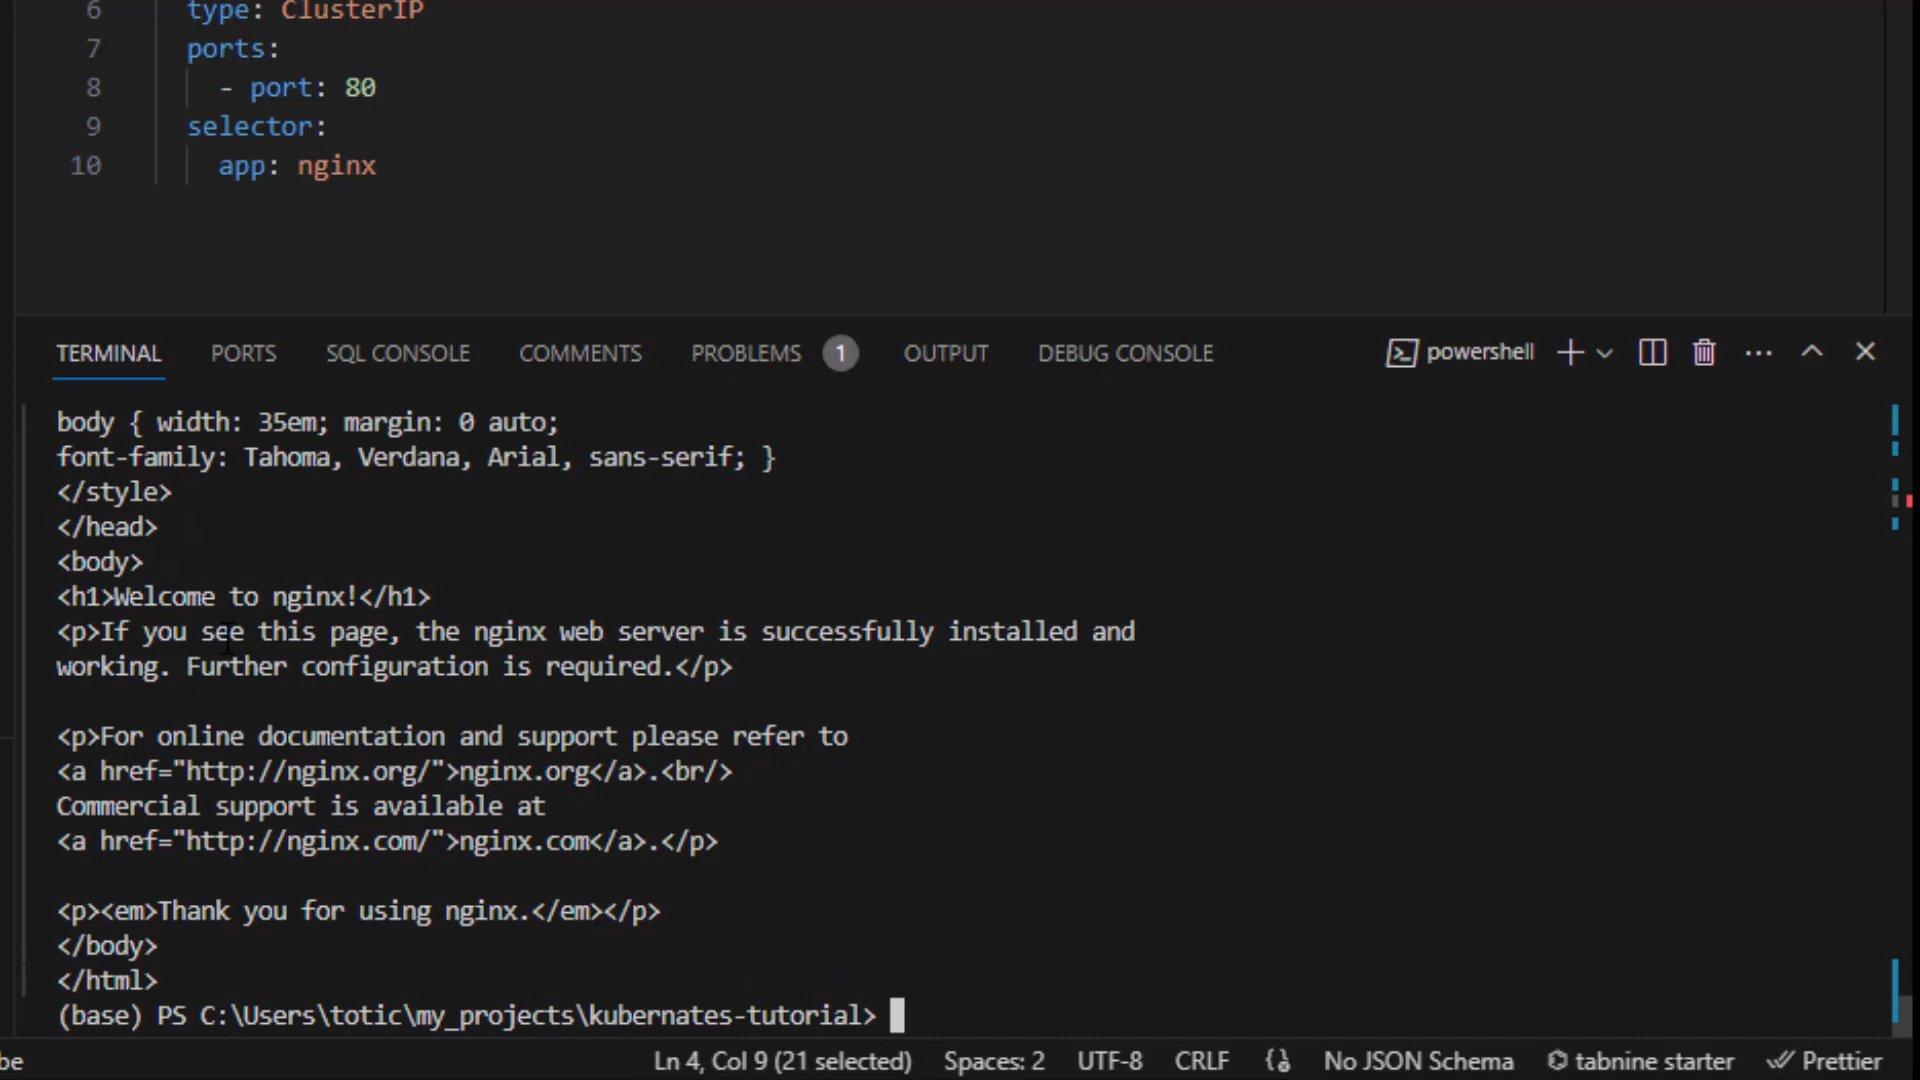 6 type: ClusterIP
7 ports:
8 - port: 80
9 selector:
10 app: nginx
TERMINAL PORTS SQL CONSOLE COMMENTS PROBLEMS 1 OUTPUT DEBUG CONSOLE powershell
body { width: 35em; margin: 0 auto;
font-family: Tahoma, Verdana, Arial, sans-serif; }
</style>
</head>
<body>
<h1>Welcome to nginx!</h1>
<p>If you see this page, the nginx web server is successfully installed and
working. Further configuration is required.</p>
<p>For online documentation and support please refer to
<a href="http://nginx.org/">nginx.org</a>.<br/>
Commercial support is available at
<a href="http://nginx.com/">nginx.com</a>.</p>
<p><em>Thank you for using nginx.</em></p>
</body>
</html>
(base) PS C:\Users\totic\my_projects\kubernates-tutorial>
be Ln 4, Col 9 (21 selected) Spaces: 2 UTF-8 CRLF No JSON Schema tabnine starter Prettier